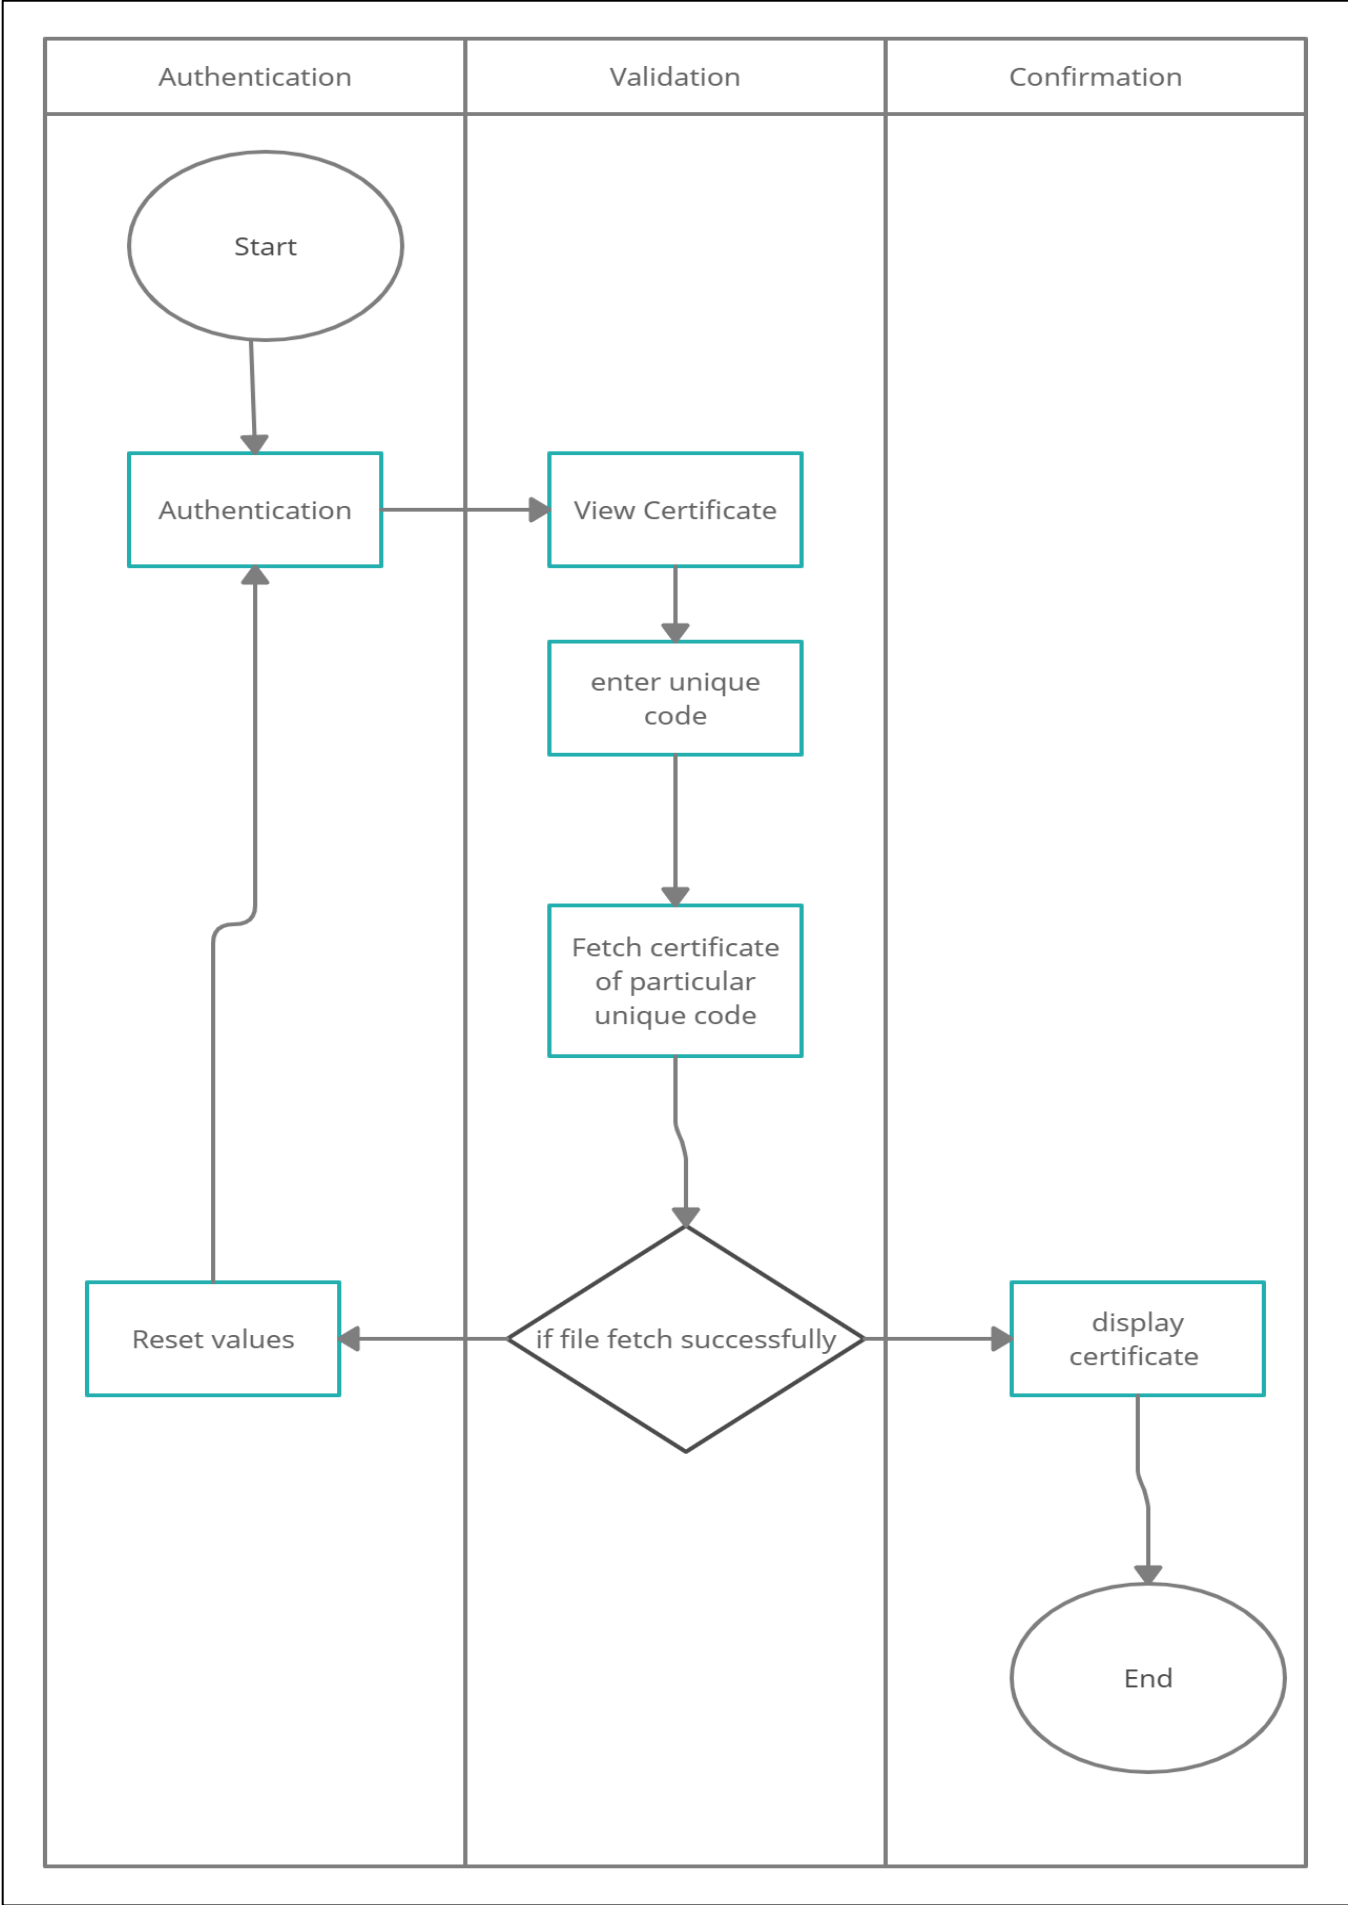 Authentication
Validation
Confirmation
Start
Authentication
View Certificate
enter unique
code
Fetch certificate
of particular
unique code
Reset values
if file fetch successfully
display
certificate
End